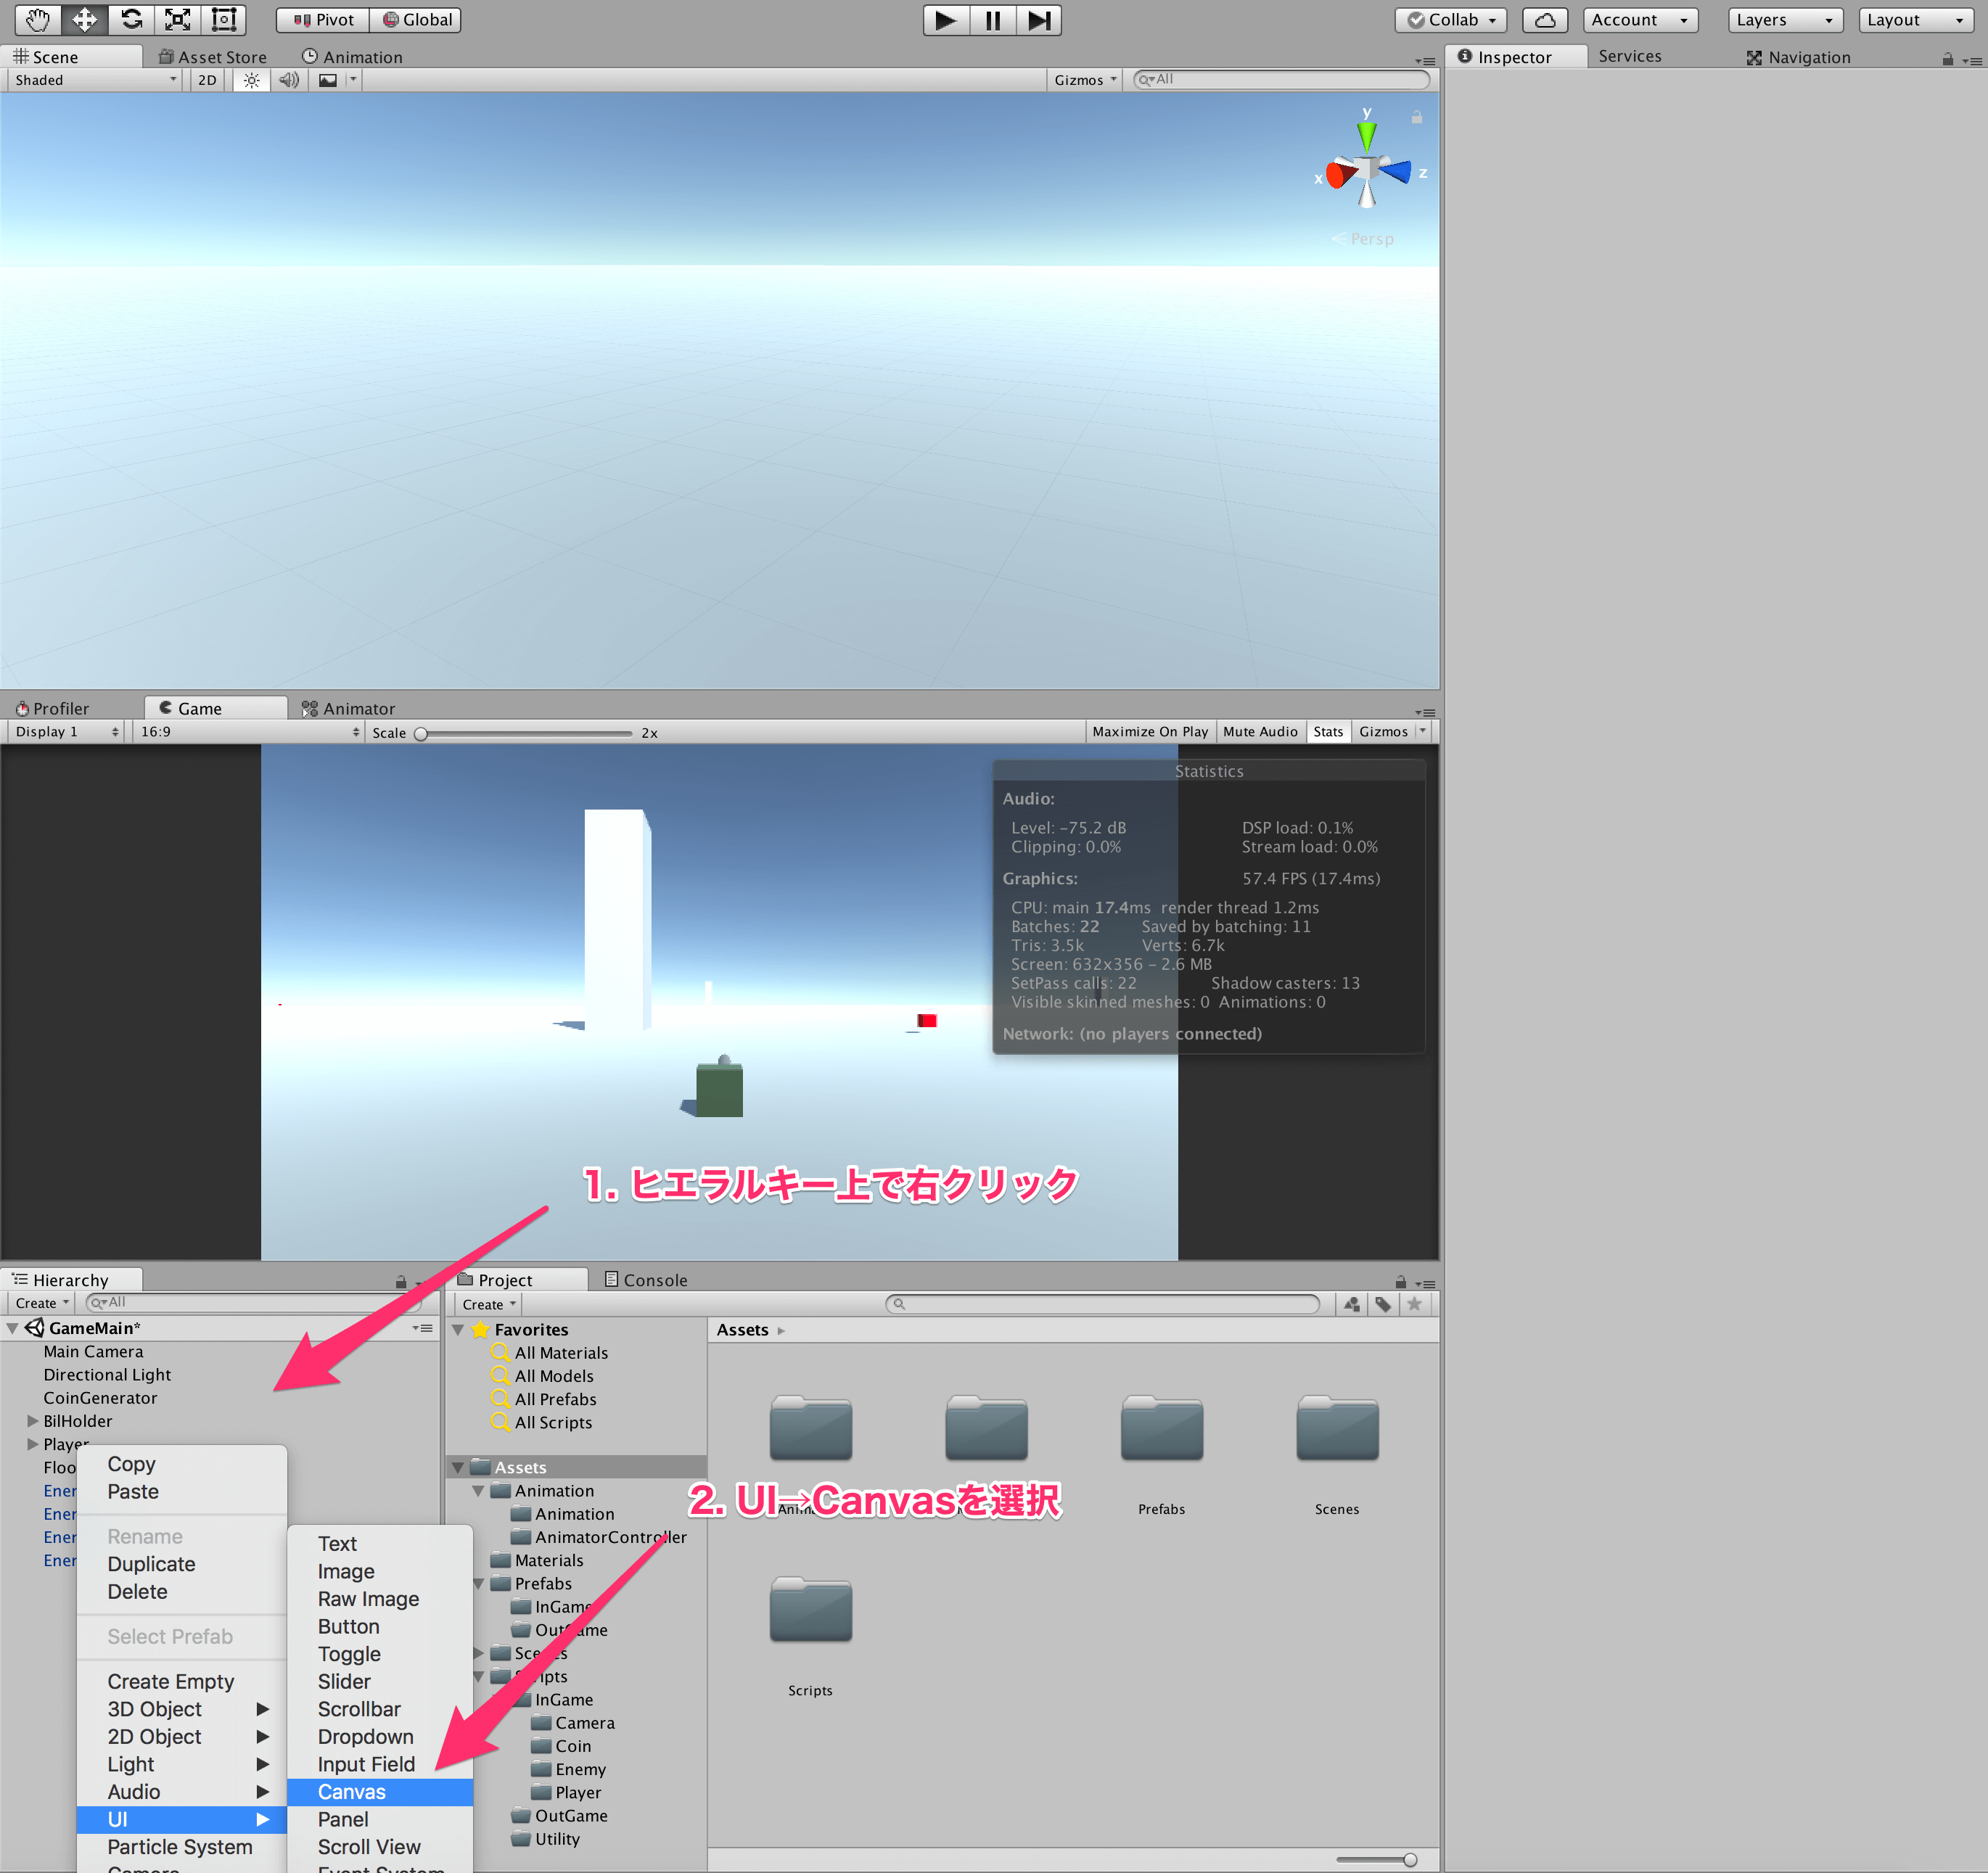 Pivot Global Collab Account Layers Layout
Scene Asset Store Animation
Inspector Services Navigation
Shaded 2D Gizmos All
y
x z
Persp
Profiler Game Animator
Display 1 16:9 Scale 2x Maximize On Play Mute Audio Stats Gizmos
Statistics
Audio:
Level: -75.2 dB DSP load: 0.1%
Clipping: 0.0% Stream load: 0.0%
Graphics: 57.4 FPS (17.4ms)
CPU: main 17.4ms render thread 1.2ms
Batches: 22 Saved by batching: 11
Tris: 3.5k Verts: 6.7k
Screen: 632x356 - 2.6 MB
SetPass calls: 22 Shadow casters: 13
Visible skinned meshes: 0 Animations: 0
Network: (no players connected)
1. ヒエラルキー上で右クリック
Hierarchy
Create All
GameMain*
Main Camera
Directional Light
CoinGenerator
BilHolder
Player
Copy
Paste
Rename
Duplicate
Delete
Select Prefab
Create Empty
3D Object
2D Object
Light
Audio
UI
Particle System
Camera
Text
Image
Raw Image
Button
Toggle
Slider
Scrollbar
Dropdown
Input Field
Canvas
Panel
Scroll View
Event System
Project Console
Create
Favorites
All Materials
All Models
All Prefabs
All Scripts
Assets
Animation
Animation
AnimatorController
Materials
Prefabs
InGame
OutGame
Scenes
Scripts
InGame
Camera
Coin
Enemy
Player
OutGame
Utility
Assets
2. UI→Canvasを選択
Prefabs
Scenes
Scripts